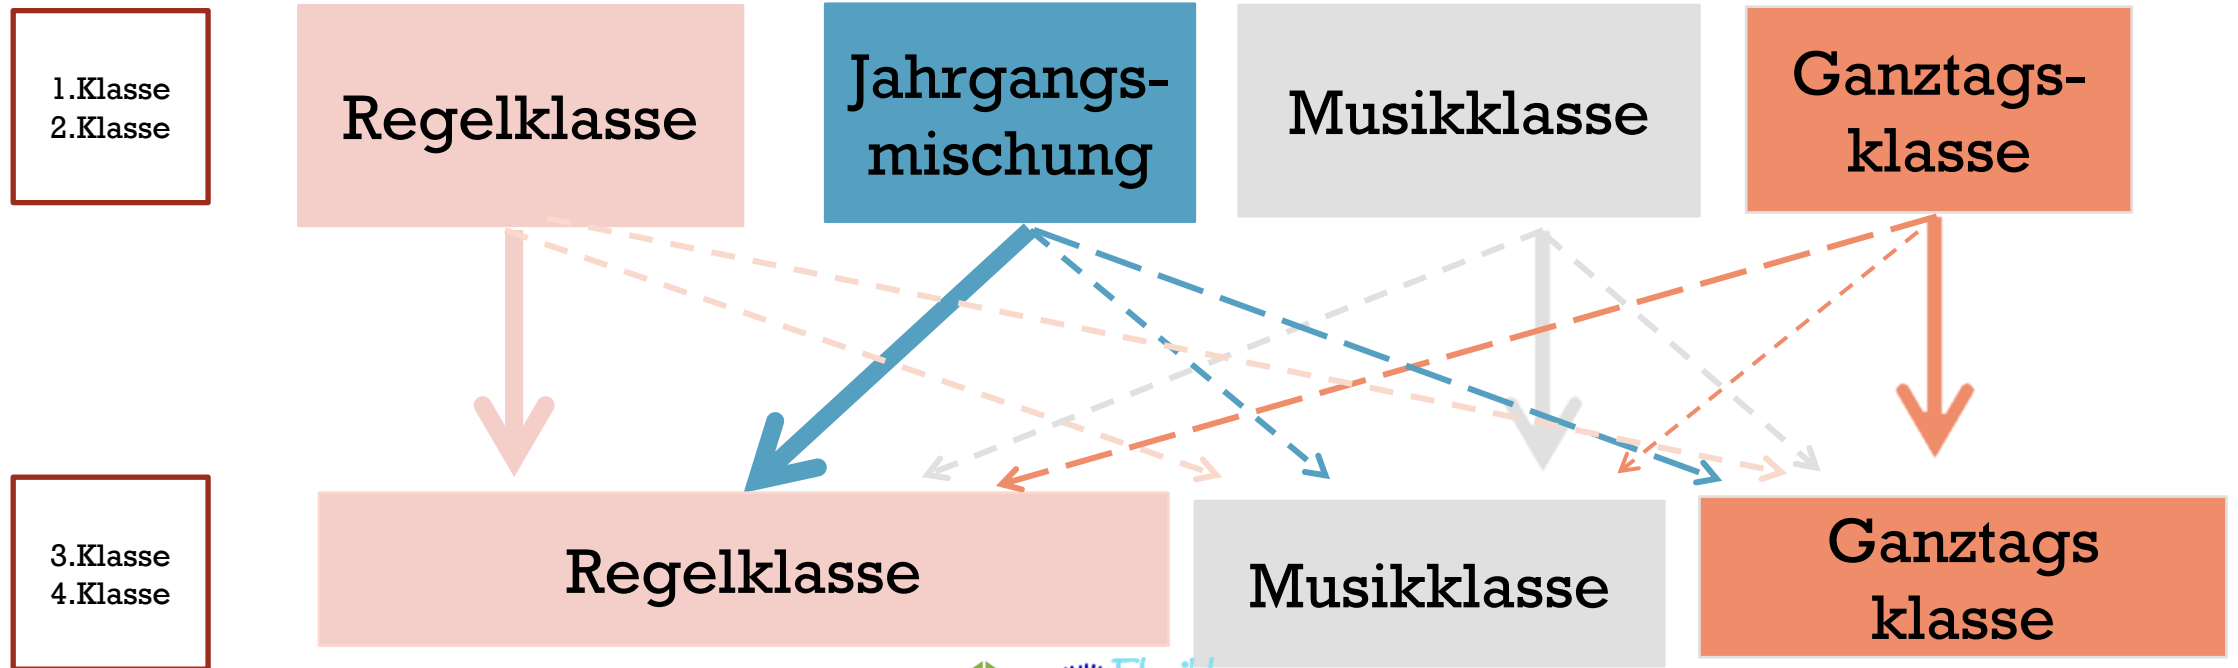 1.Klasse
2.Klasse
Regelklasse
Jahrgangs-
mischung
Musikklasse
Ganztags-
klasse
3.Klasse
4.Klasse
Regelklasse
Musikklasse
Ganztags
klasse